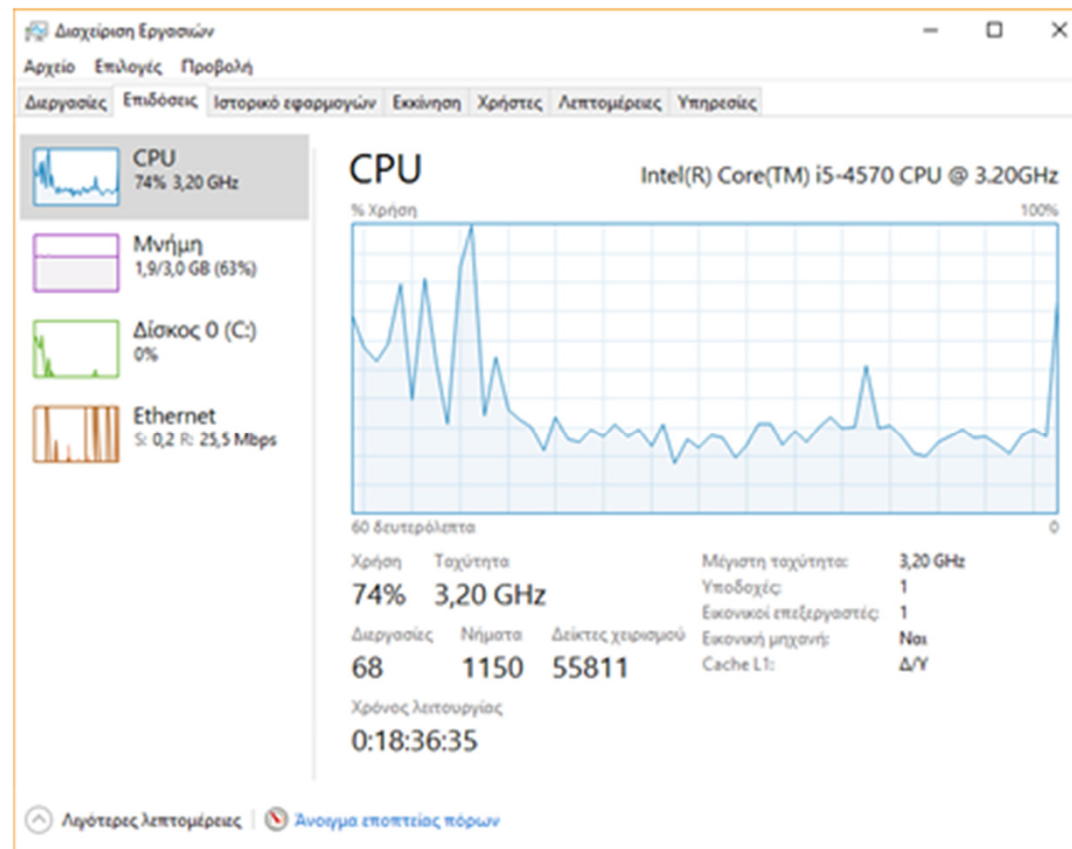 Διαχείριση Εργασιών
Αρχείο Επιλογές Προβολή
Διεργασίες Επιδόσεις Ιστορικό εφαρμογών Εκκίνηση Χρήστες Λεπτομέρειες Υπηρεσίες
CPU
74% 3,20 GHz
Μνήμη
1,9/3,0 GB (63%)
Δίσκος 0 (C:)
0%
Ethernet
S: 0,2 R: 25,5 Mbps
CPU Intel(R) Core(TM) i5-4570 CPU @ 3.20GHz
% Χρήση 100%
60 δευτερόλεπτα 0
Χρήση Ταχύτητα
74% 3,20 GHz
Διεργασίες Νήματα Δείκτες χειρισμού
68 1150 55811
Χρόνος λειτουργίας
0:18:36:35
Μέγιστη ταχύτητα: 3,20 GHz
Υποδοχές: 1
Εικονικοί επεξεργαστές: 1
Εικονική μηχανή: Ναι
Cache L1: Δ/Υ
Λιγότερες λεπτομέρειες Άνοιγμα εποπτείας πόρων